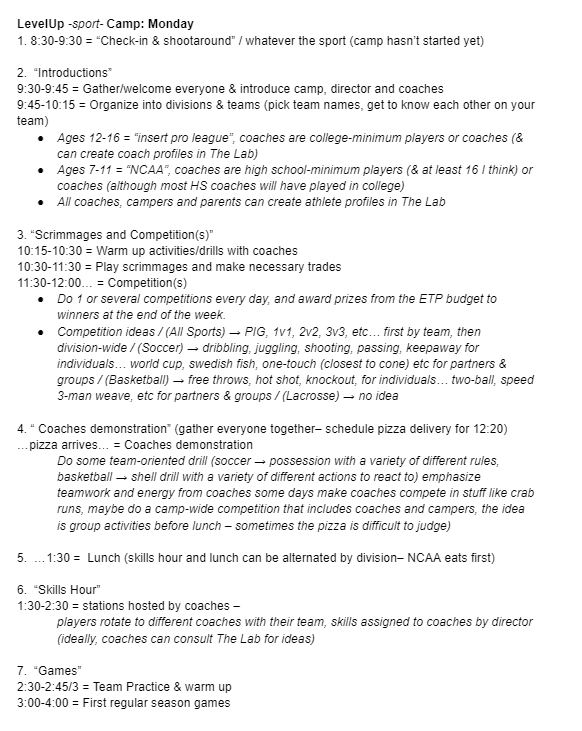 LevelUp -sport- Camp: Monday
1. 8:30-9:30 = “Check-in & shootaround” / whatever the sport (camp hasn’t started yet)
2. “Introductions”
9:30-9:45 = Gather/welcome everyone & introduce camp, director and coaches
9:45-10:15 = Organize into divisions & teams (pick team names, get to know each other on your
team)
● Ages 12-16 = “insert pro league”, coaches are college-minimum players or coaches (&
can create coach profiles in The Lab)
● Ages 7-11 = “NCAA”, coaches are high school-minimum players (& at least 16 I think) or
coaches (although most HS coaches will have played in college)
● All coaches, campers and parents can create athlete profiles in The Lab
3. “Scrimmages and Competition(s)”
10:15-10:30 = Warm up activities/drills with coaches
10:30-11:30 = Play scrimmages and make necessary trades
11:30-12:00… = Competition(s)
● Do 1 or several competitions every day, and award prizes from the ETP budget to
winners at the end of the week.
● Competition ideas / (All Sports) → PIG, 1v1, 2v2, 3v3, etc… first by team, then
division-wide / (Soccer) → dribbling, juggling, shooting, passing, keepaway for
individuals… world cup, swedish fish, one-touch (closest to cone) etc for partners &
groups / (Basketball) → free throws, hot shot, knockout, for individuals… two-ball, speed
3-man weave, etc for partners & groups / (Lacrosse) → no idea
4. “ Coaches demonstration” (gather everyone together– schedule pizza delivery for 12:20)
…pizza arrives… = Coaches demonstration
Do some team-oriented drill (soccer → possession with a variety of different rules,
basketball → shell drill with a variety of different actions to react to) emphasize
teamwork and energy from coaches some days make coaches compete in stuff like crab
runs, maybe do a camp-wide competition that includes coaches and campers, the idea
is group activities before lunch – sometimes the pizza is difficult to judge)
5. …1:30 = Lunch (skills hour and lunch can be alternated by division– NCAA eats first)
6. “Skills Hour”
1:30-2:30 = stations hosted by coaches –
players rotate to different coaches with their team, skills assigned to coaches by director
(ideally, coaches can consult The Lab for ideas)
7. “Games”
2:30-2:45/3 = Team Practice & warm up
3:00-4:00 = First regular season games